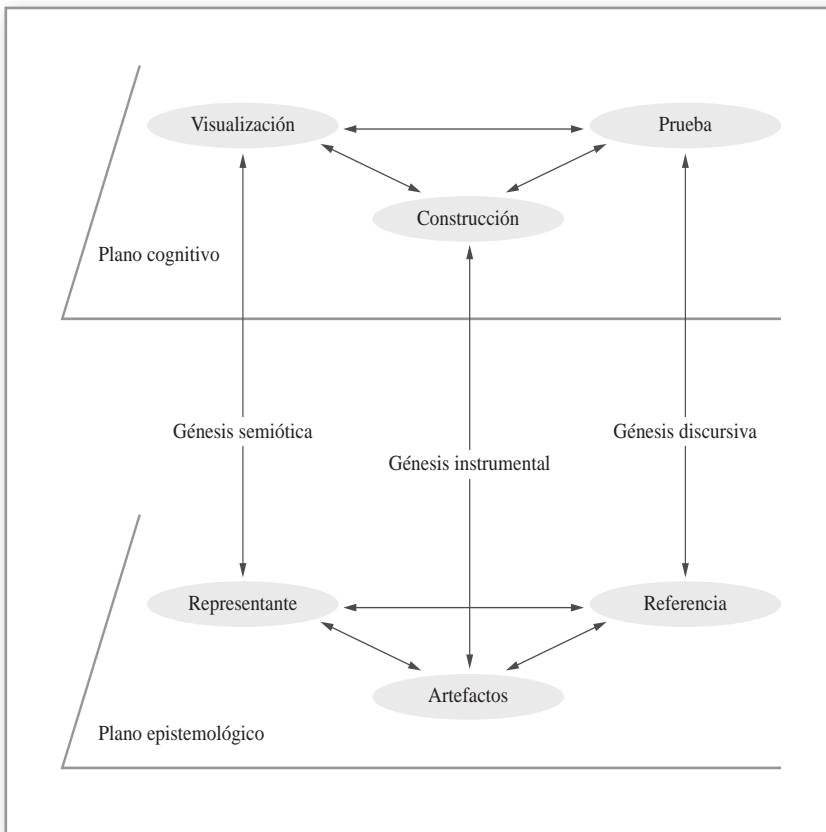 Visualización
Prueba
Construcción
Plano cognitivo
Génesis semiótica
Génesis discursiva
Génesis instrumental
Representante
Referencia
Artefactos
Plano epistemológico